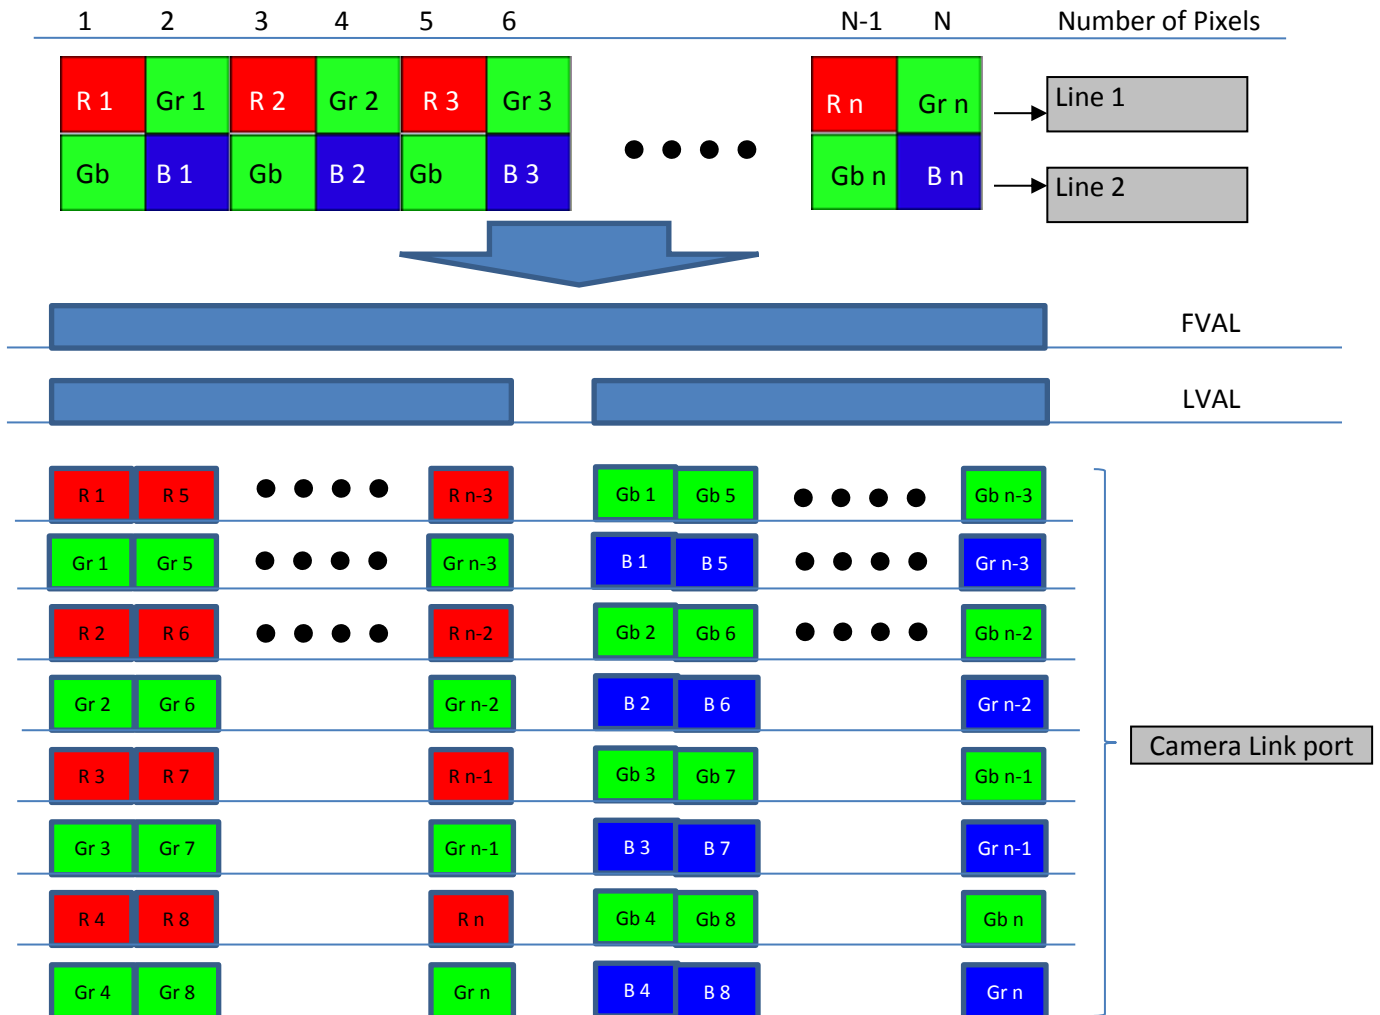 1 2 3 4 5 6 N-1 N Number of Pixels
R 1 Gr 1 R 2 Gr 2 R 3 Gr 3 R n Gr n Line 1
Gb B 1 Gb B 2 Gb B 3 Gb n B n Line 2
FVAL
LVAL
R 1 R 5 R n-3 Gb 1 Gb 5 Gb n-3
Gr 1 Gr 5 Gr n-3 B 1 B 5 Gr n-3
R 2 R 6 R n-2 Gb 2 Gb 6 Gb n-2
Gr 2 Gr 6 Gr n-2 B 2 B 6 Gr n-2
R 3 R 7 R n-1 Gb 3 Gb 7 Gb n-1
Camera Link port
Gr 3 Gr 7 Gr n-1 B 3 B 7 Gr n-1
R 4 R 8 R n Gb 4 Gb 8 Gb n
Gr 4 Gr 8 Gr n B 4 B 8 Gr n